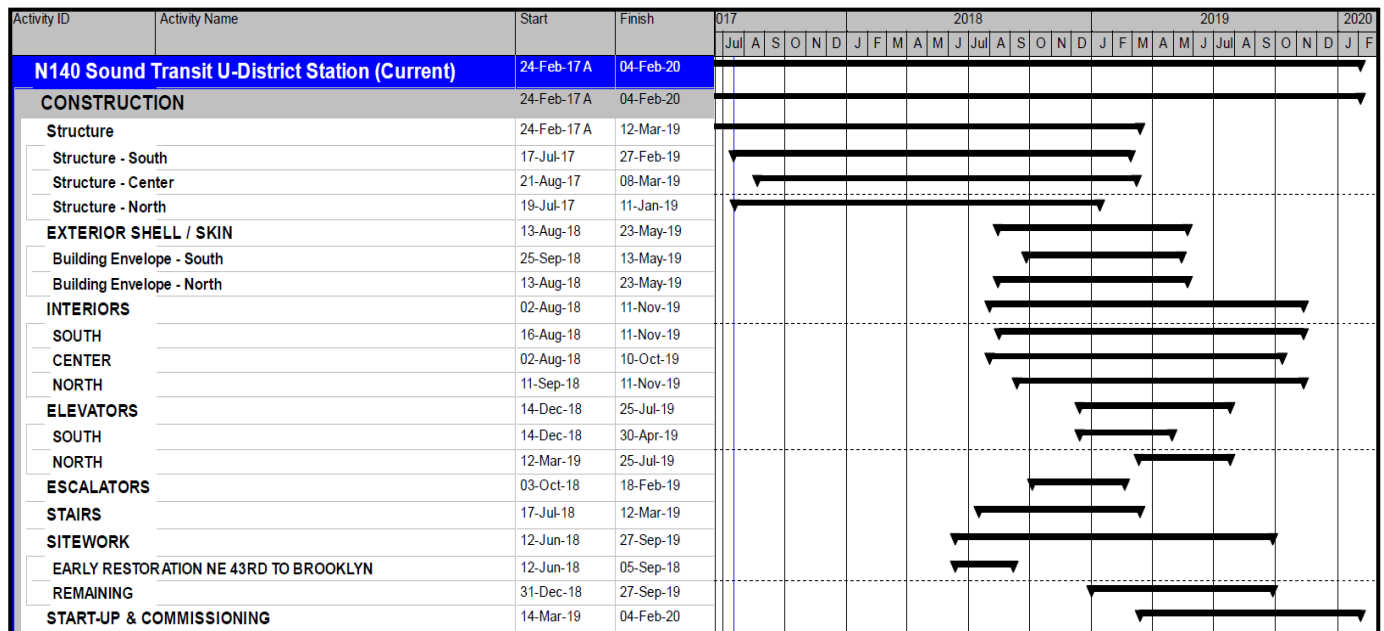 Activity ID Activity Name Start Finish 017 2018 2019 2020
Jul A S O N D J F M A M J Jul A S O N D J F M A M J Jul A S O N D J F
N140 Sound Transit U-District Station (Current) 24-Feb-17 A 04-Feb-20
CONSTRUCTION 24-Feb-17 A 04-Feb-20
Structure 24-Feb-17 A 12-Mar-19
Structure - South 17-Jul-17 27-Feb-19
Structure - Center 21-Aug-17 08-Mar-19
Structure - North 19-Jul-17 11-Jan-19
EXTERIOR SHELL / SKIN 13-Aug-18 23-May-19
Building Envelope - South 25-Sep-18 13-May-19
Building Envelope - North 13-Aug-18 23-May-19
INTERIORS 02-Aug-18 11-Nov-19
SOUTH 16-Aug-18 11-Nov-19
CENTER 02-Aug-18 10-Oct-19
NORTH 11-Sep-18 11-Nov-19
ELEVATORS 14-Dec-18 25-Jul-19
SOUTH 14-Dec-18 30-Apr-19
NORTH 12-Mar-19 25-Jul-19
ESCALATORS 03-Oct-18 18-Feb-19
STAIRS 17-Jul-18 12-Mar-19
SITEWORK 12-Jun-18 27-Sep-19
EARLY RESTORATION NE 43RD TO BROOKLYN 12-Jun-18 05-Sep-18
REMAINING 31-Dec-18 27-Sep-19
START-UP & COMMISSIONING 14-Mar-19 04-Feb-20